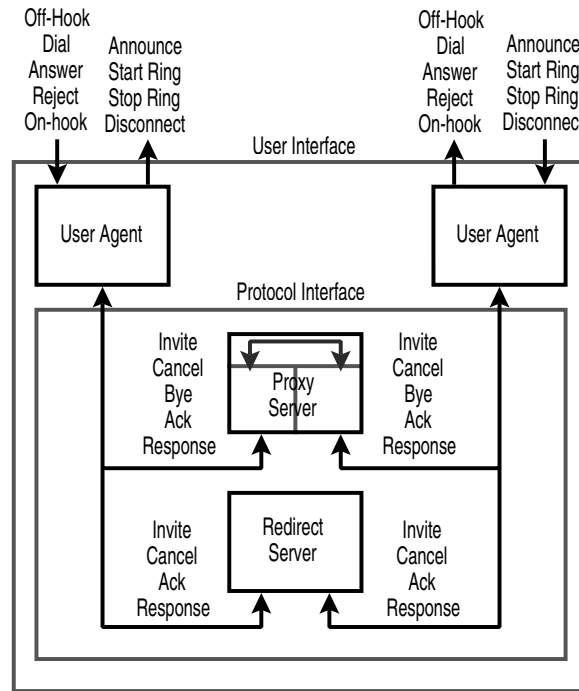 Off-Hook
Dial
Answer
Reject
On-hook
Announce
Start Ring
Stop Ring
Disconnect
Off-Hook
Dial
Answer
Reject
On-hook
Announce
Start Ring
Stop Ring
Disconnect
User Interface
User Agent
User Agent
Protocol Interface
Invite
Cancel
Bye
Ack
Response
Proxy
Server
Invite
Cancel
Bye
Ack
Response
Invite
Cancel
Ack
Response
Redirect
Server
Invite
Cancel
Ack
Response